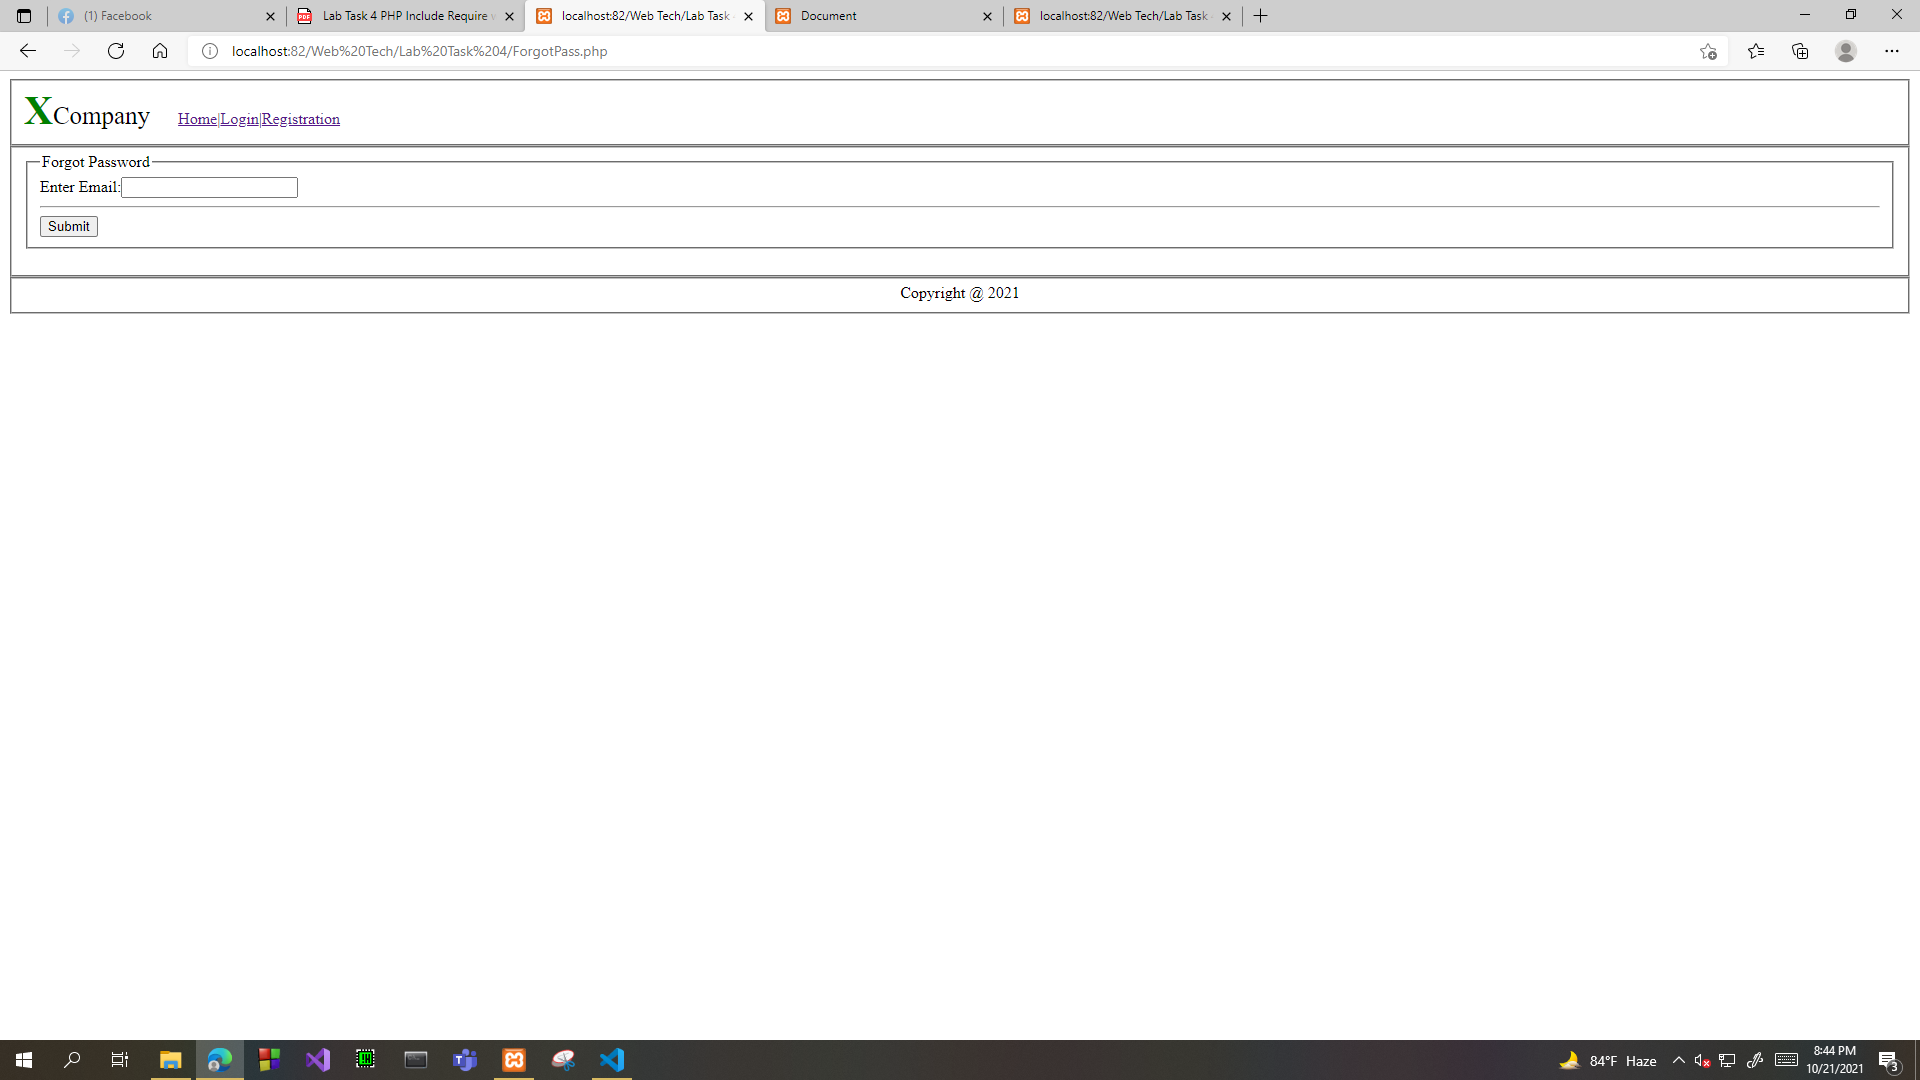 (1) Facebook
Lab Task 4 PHP Include Require v
localhost:82/Web Tech/Lab Task
Document
localhost:82/Web Tech/Lab Task
localhost:82/Web%20Tech/Lab%20Task%204/ForgotPass.php
XCompany Home|Login|Registration
Forgot Password
Enter Email:
Submit
Copyright @ 2021
84°F Haze
8:44 PM
10/21/2021
3